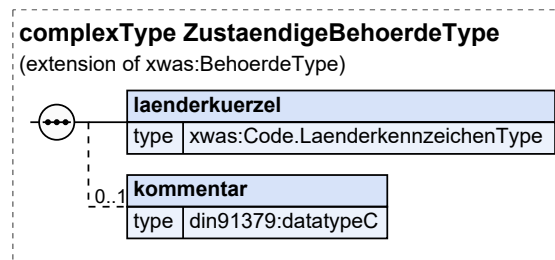 complexType ZustaendigeBehoerdeType
(extension of xwas:BehoerdeType)
laenderkuerzel
type xwas:Code.LaenderkennzeichenType
0..1 kommentar
type din91379:datatypeC